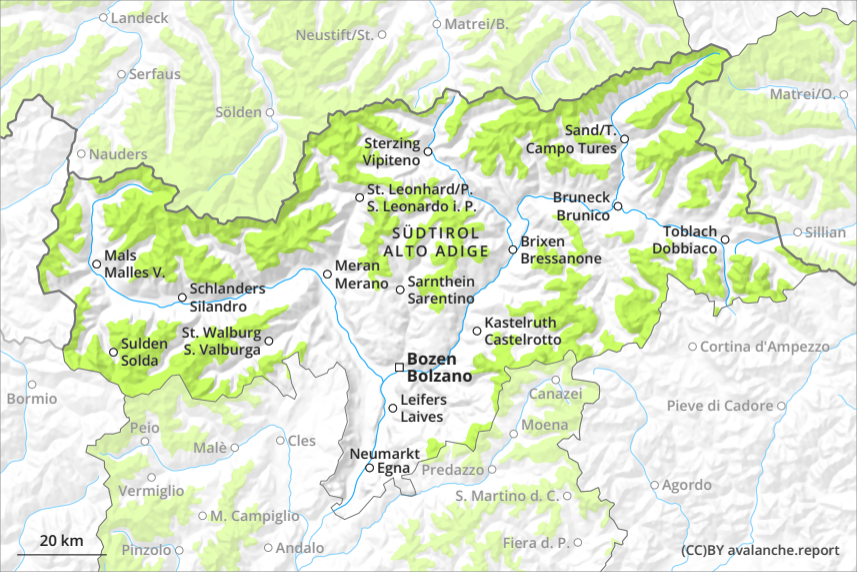 Landeck
Matrei/B.
Neustift/St.
Serfaus
Matrei/O.
Sölden
Sand/T.
Campo Tures
Sterzing
Vipiteno
Nauders
St. Leonhard/P.
S. Leonardo i. P.
Bruneck
Brunico
SÜDTIROL
ALTO ADIGE
Toblach
Dobbiaco
Sillian
Brixen
Bressanone
Mals
Malles V.
Meran
Merano
Sarnthein
Sarentino
Schlanders
Silandro
Kastelruth
Castelrotto
St. Walburg
S. Valburga
Sulden
Solda
Cortina d'Ampezzo
Bozen
Bolzano
Bormio
Canazei
Leifers
Laives
Pieve di Cadore
Peio
Moena
Malè
Cles
Neumarkt
Egna
Predazzo
Vermiglio
Agordo
S. Martino d. C.
M. Campiglio
20 km
Pinzolo
Andalo
Fiera d. P.
(CC)BY avalanche.report